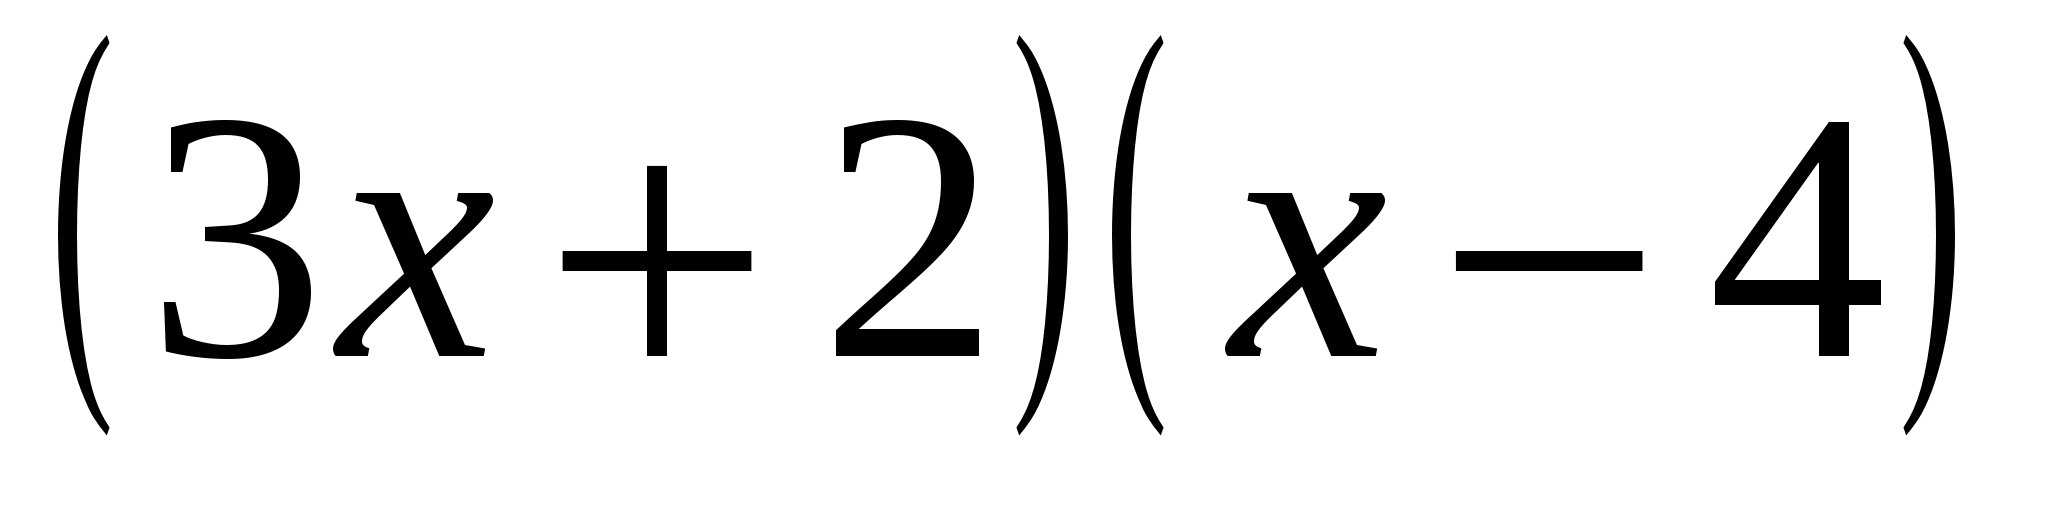 (3x + 2)(x − 4)